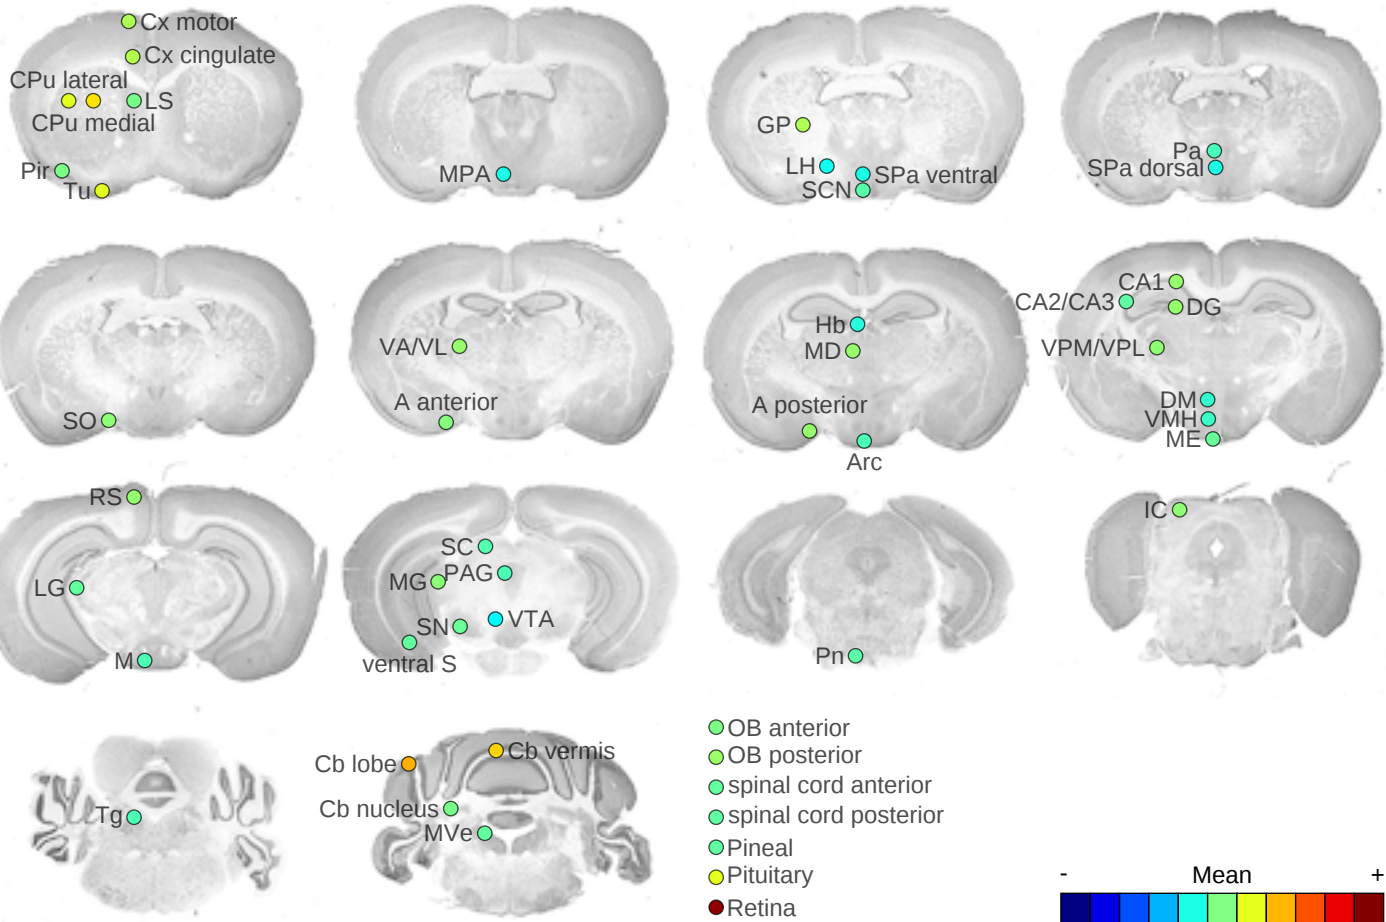 Cx motor
Cx cingulate
CPu lateral
LS
CPu medial
Pir
Tu
MPA
GP
LH
SPa ventral
SCN
Pa
SPa dorsal
SO
VA/VL
A anterior
Hb
MD
A posterior
Arc
CA1
CA2/CA3
DG
VPM/VPL
DM
VMH
ME
RS
LG
M
SC
PAG
MG
VTA
SN
ventral S
Pn
IC
Tg
Cb lobe
Cb vermis
Cb nucleus
MVe
OB anterior
OB posterior
spinal cord anterior
spinal cord posterior
Pineal
Pituitary
Retina
- Mean +